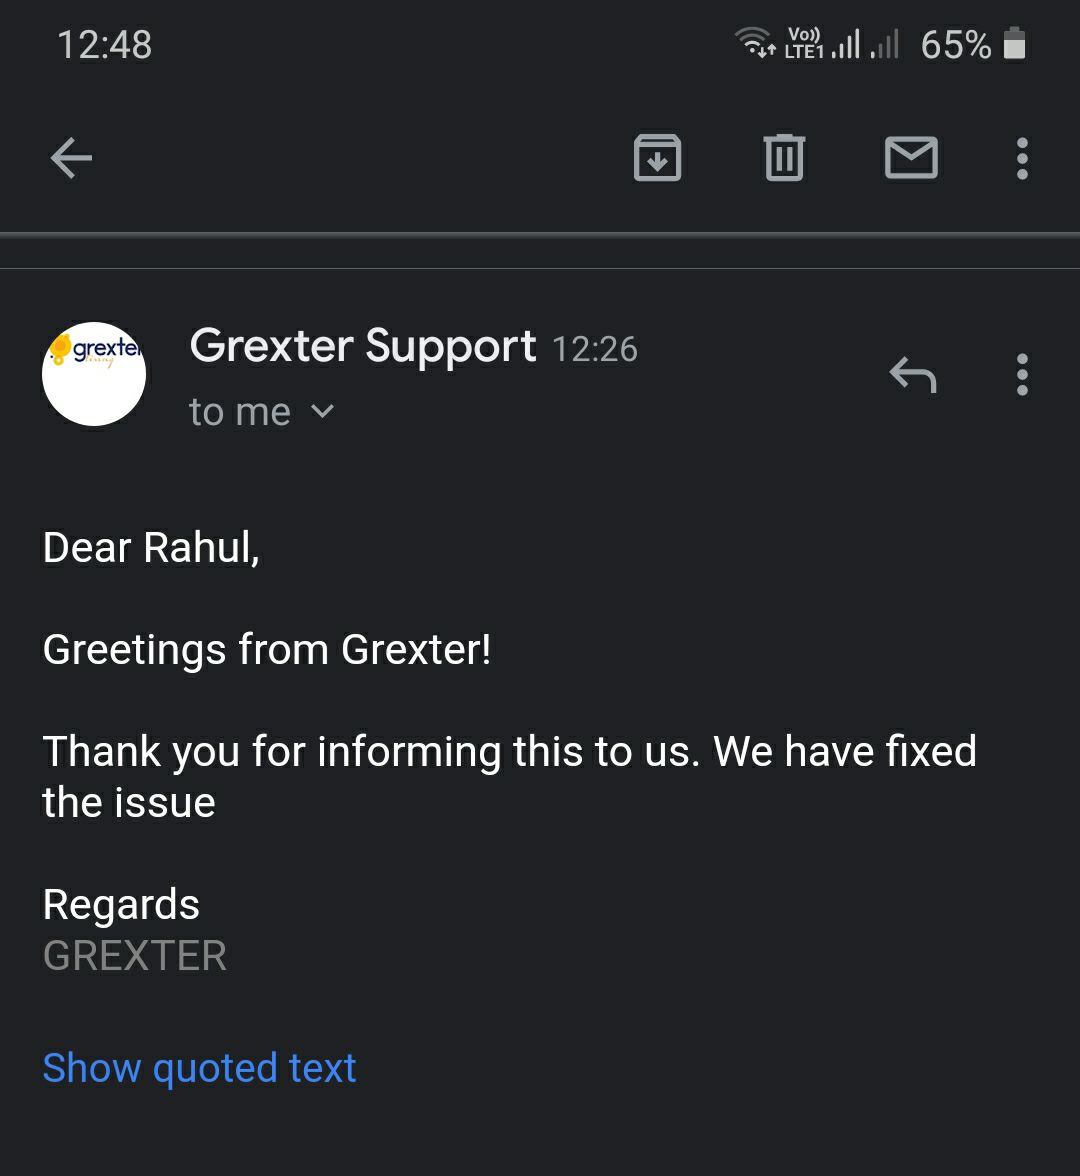 12:48 Vo)) LTE1 65%
grexter
living
Grexter Support 12:26
to me
Dear Rahul,
Greetings from Grexter!
Thank you for informing this to us. We have fixed
the issue
Regards
GREXTER
Show quoted text